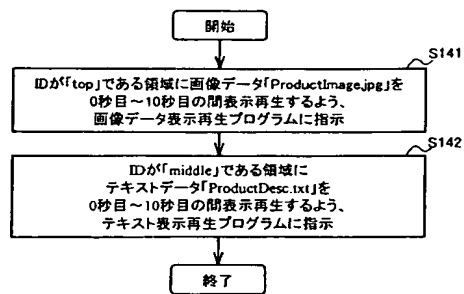 開始
S141
IDが「top」である領域に画像データ「ProductImage.jpg」を
0秒目～10秒目の間表示再生するよう、
画像データ表示再生プログラムに指示
S142
IDが「middle」である領域に
テキストデータ「ProductDesc.txt」を
0秒目～10秒目の間表示再生するよう、
テキスト表示再生プログラムに指示
終了